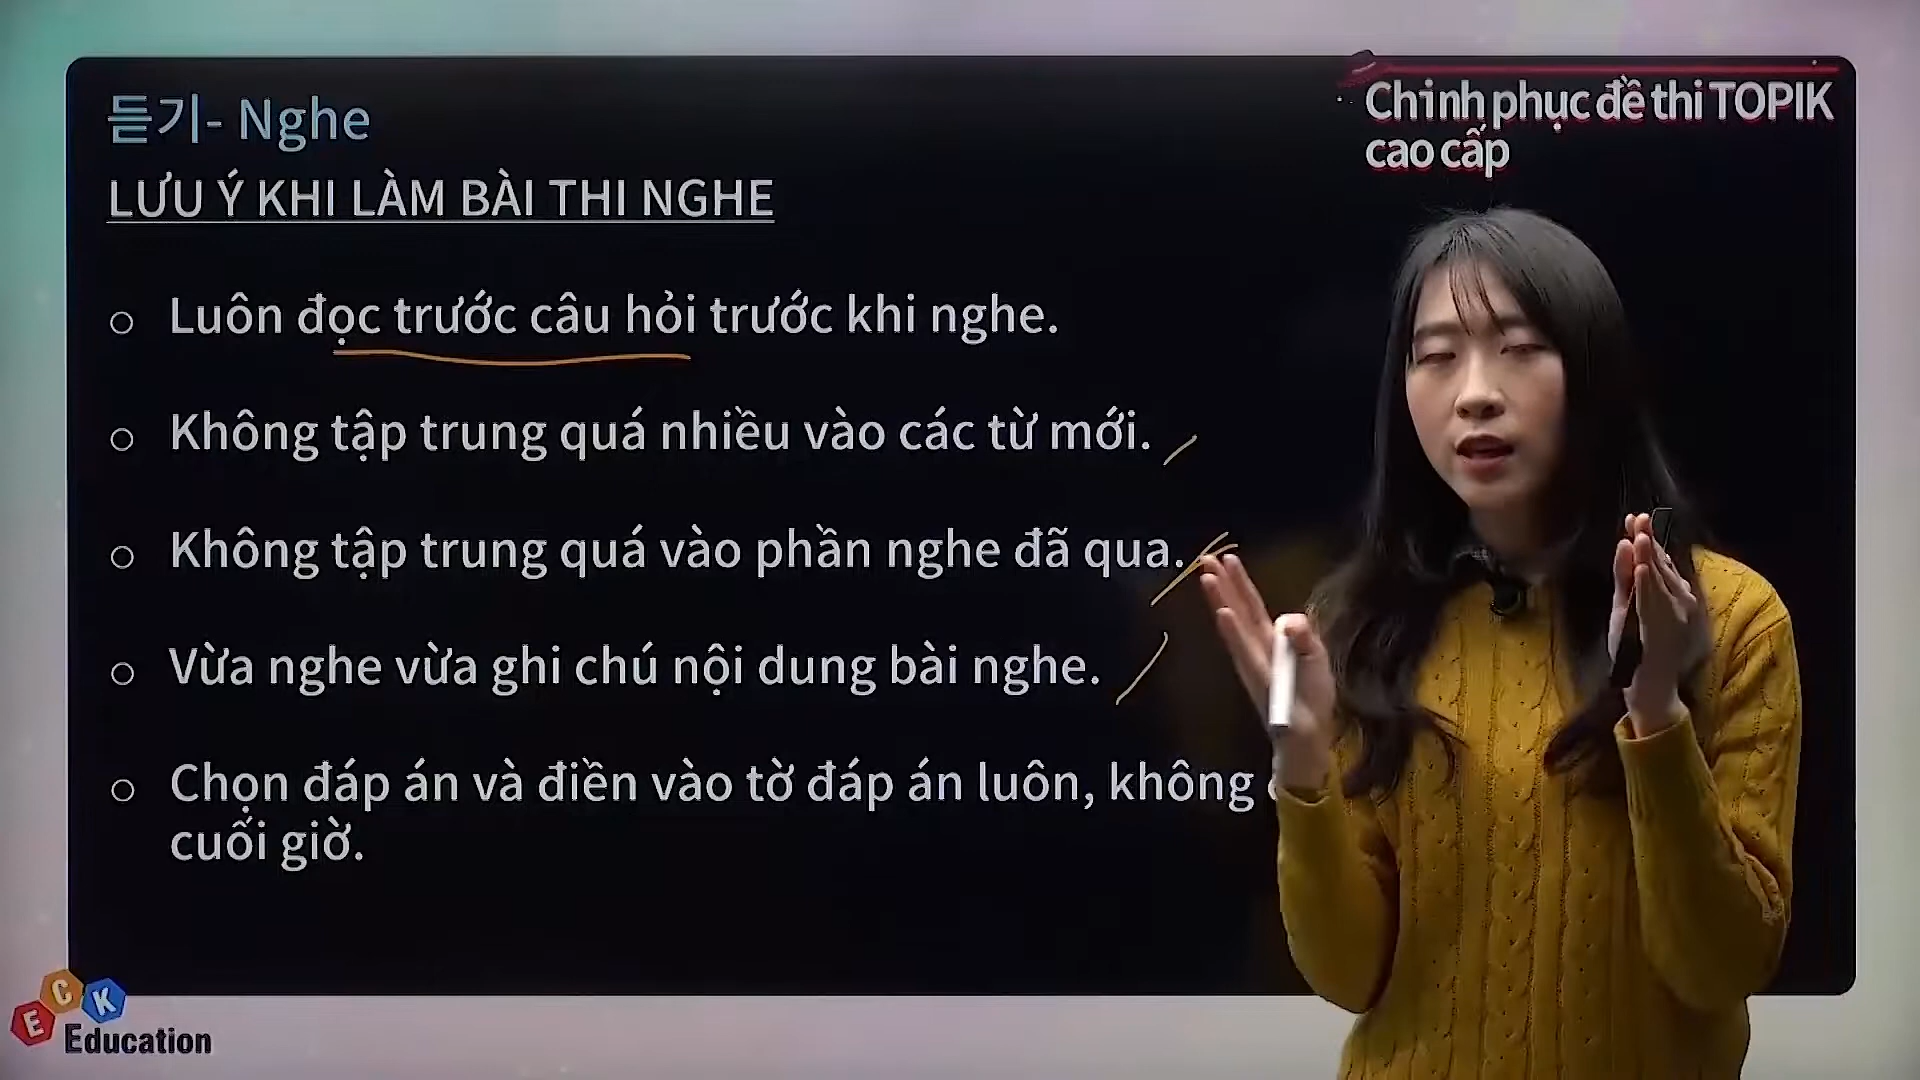 듣기- Nghe
Chinh phục đề thi TOPIK
cao cấp
LƯU Ý KHI LÀM BÀI THI NGHE
Luôn đọc trước câu hỏi trước khi nghe.
Không tập trung quá nhiều vào các từ mới.
Không tập trung quá vào phần nghe đã qua.
Vừa nghe vừa ghi chú nội dung bài nghe.
Chọn đáp án và điền vào tờ đáp án luôn, không
cuối giờ.
ECK
Education